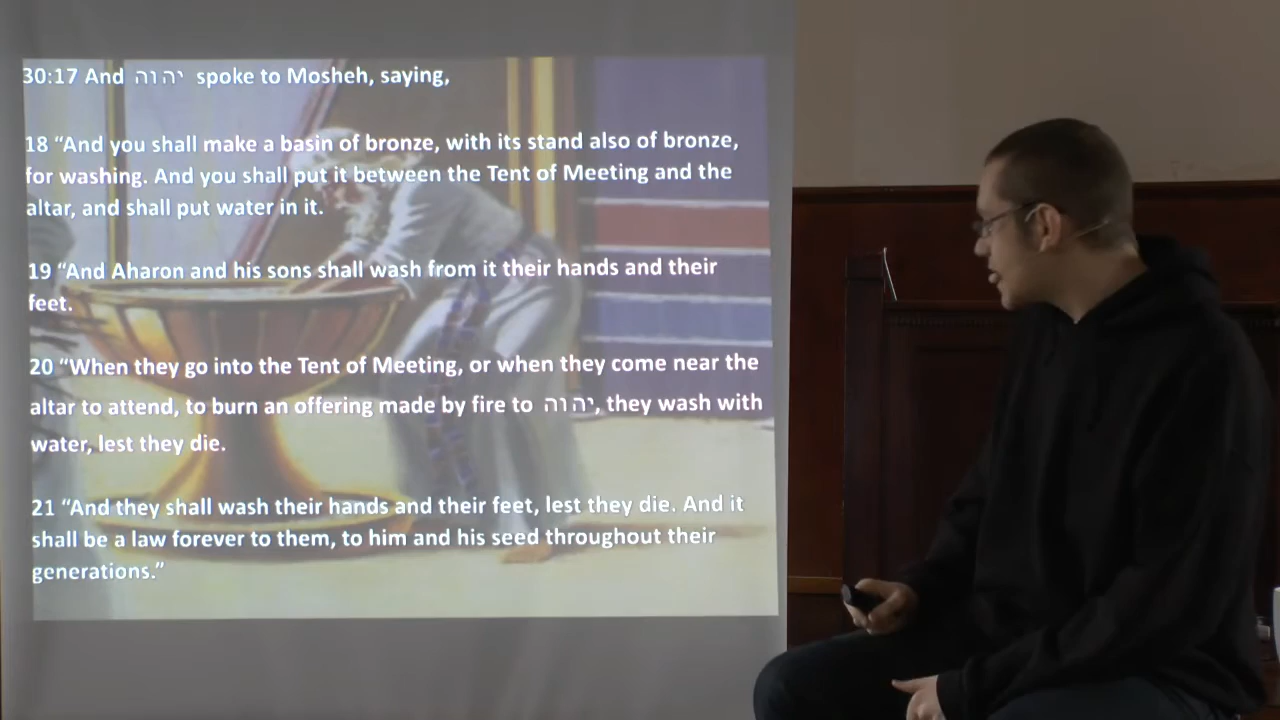 30:17 And יהוה spoke to Mosheh, saying,
18 “And you shall make a basin of bronze, with its stand also of bronze,
for washing. And you shall put it between the Tent of Meeting and the
altar, and shall put water in it.
19 “And Aharon and his sons shall wash from it their hands and their
feet.
20 “When they go into the Tent of Meeting, or when they come near the
altar to attend, to burn an offering made by fire to יהוה, they wash with
water, lest they die.
21 “And they shall wash their hands and their feet, lest they die. And it
shall be a law forever to them, to him and his seed throughout their
generations.”